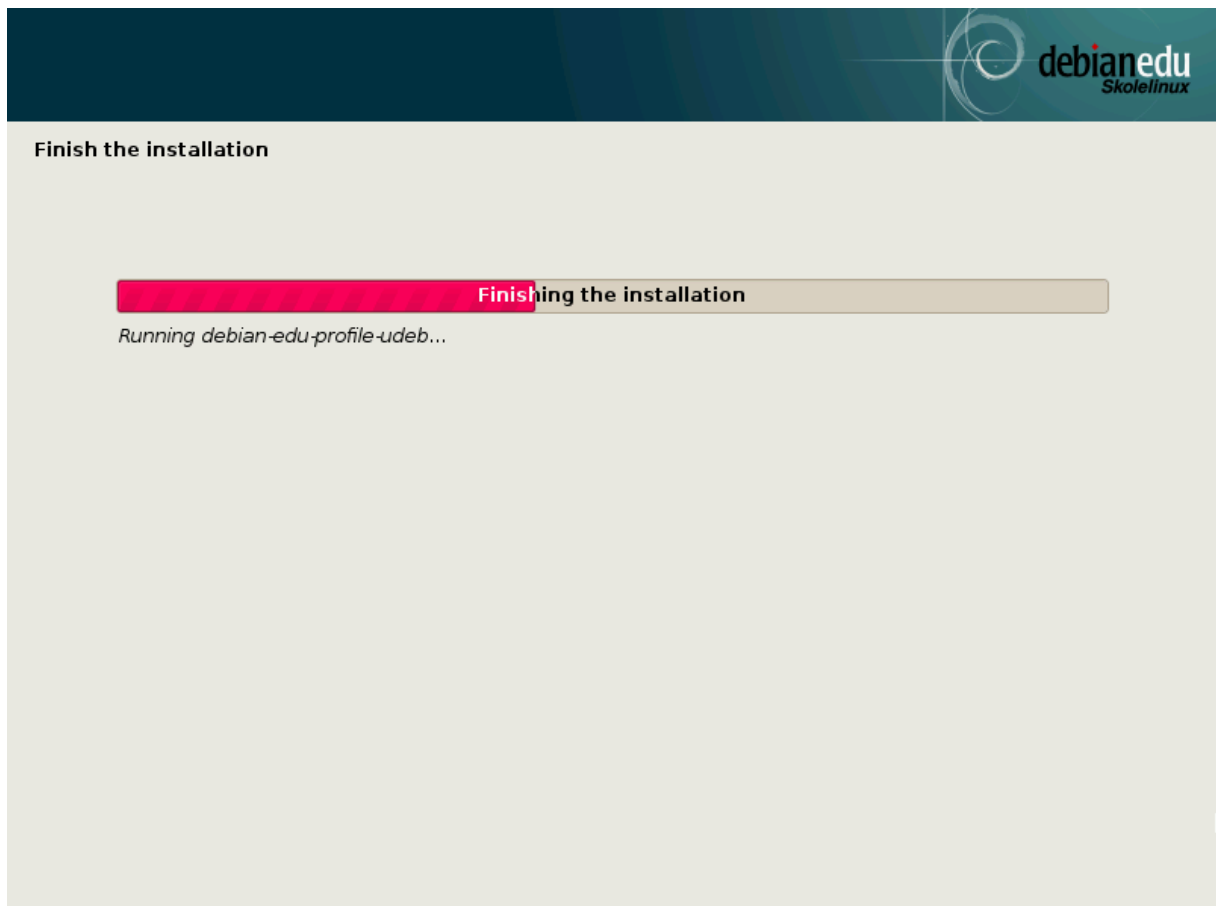 debianedu
Skolelinux
Finish the installation
Finishing the installation
Running debian-edu-profile-udeb...